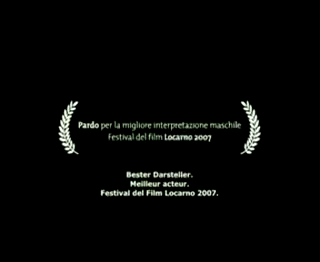 Pardo per la migliore interpretazione maschile
Festival del film Locarno 2007
Bester Darsteller.
Meilleur acteur.
Festival del Film Locarno 2007.